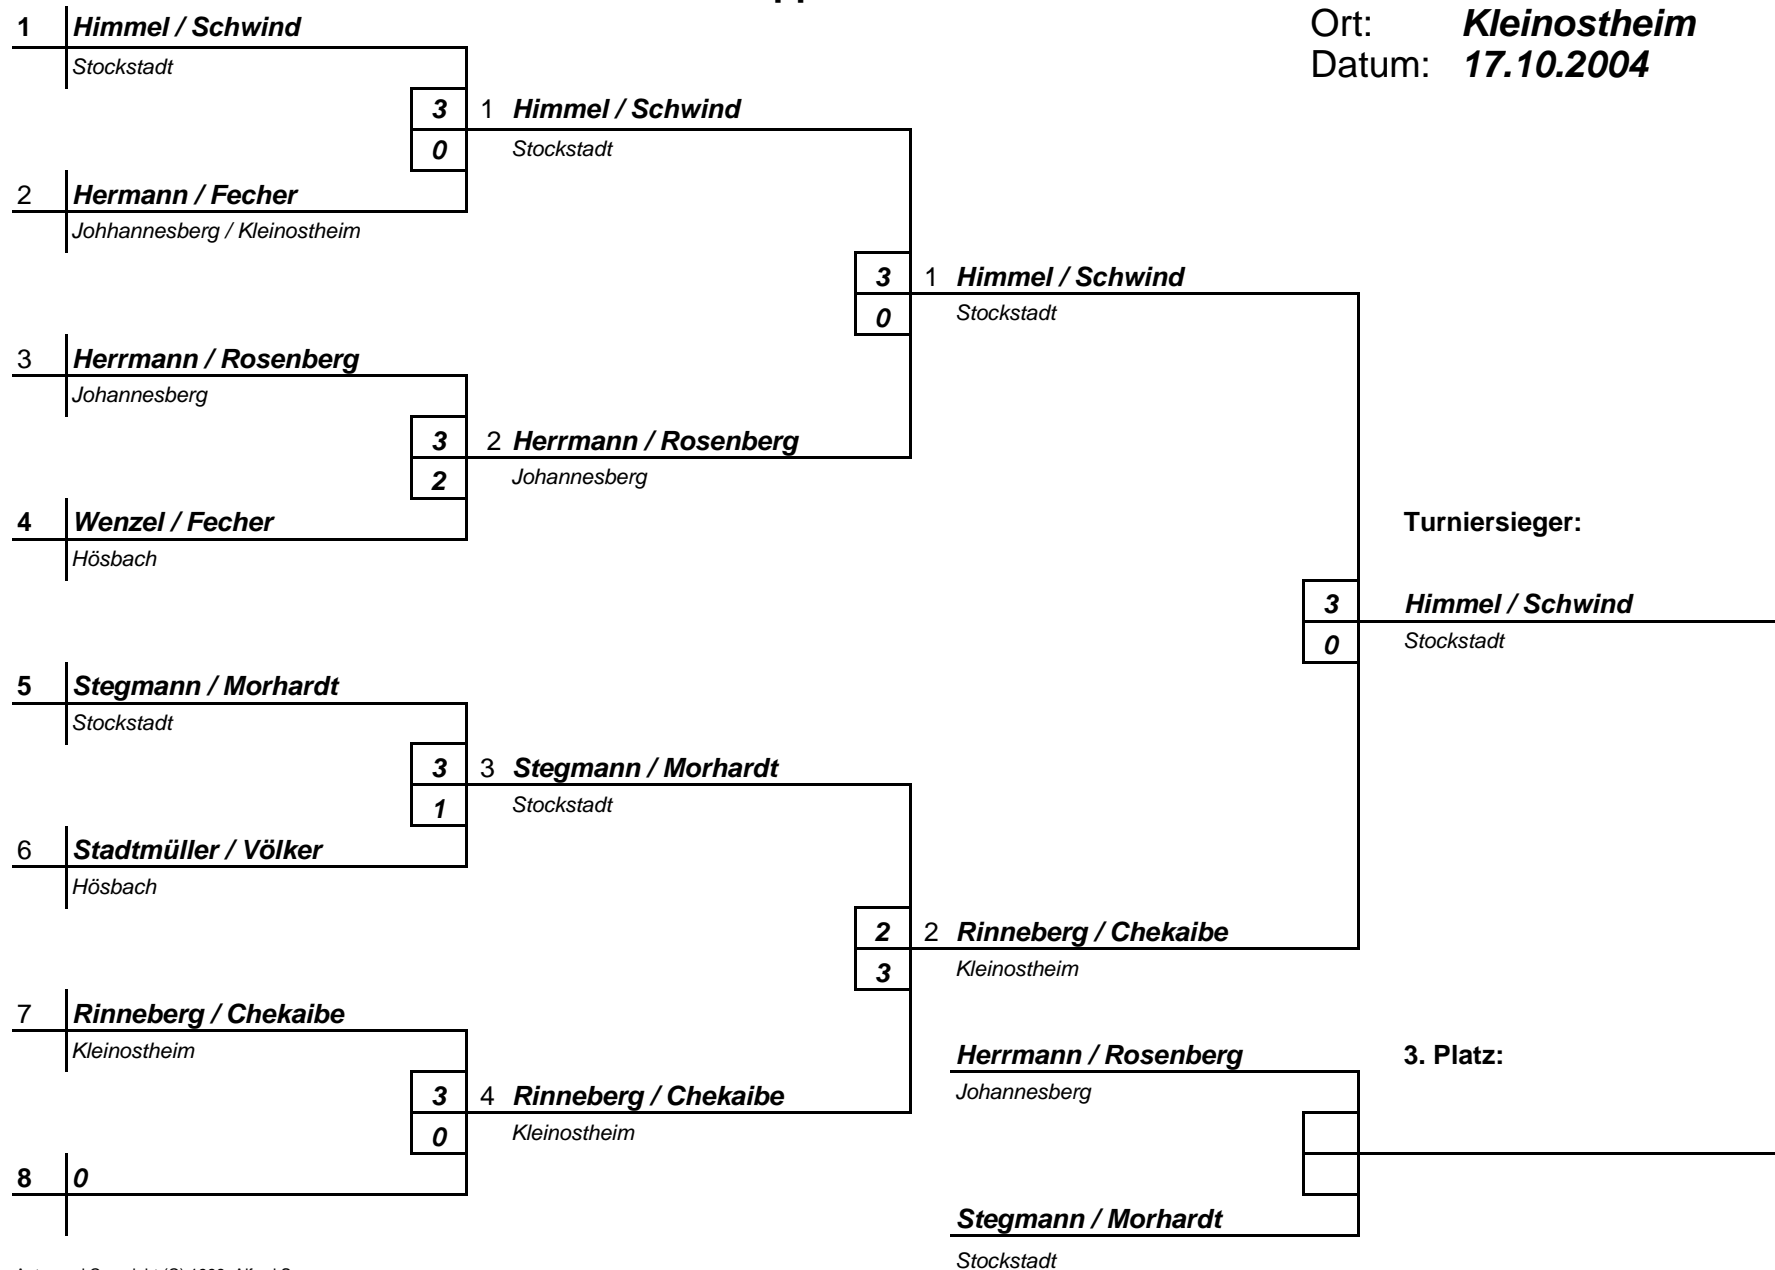 1 Himmel / Schwind
Ort: Kleinostheim
Stockstadt
Datum: 17.10.2004
3 1 Himmel / Schwind
0 Stockstadt
2 Hermann / Fecher
Johhannesberg / Kleinostheim
3 1 Himmel / Schwind
0 Stockstadt
3 Herrmann / Rosenberg
Johannesberg
3 2 Herrmann / Rosenberg
2 Johannesberg
4 Wenzel / Fecher
Turniersieger:
Hösbach
3 Himmel / Schwind
0 Stockstadt
5 Stegmann / Morhardt
Stockstadt
3 3 Stegmann / Morhardt
1 Stockstadt
6 Stadtmüller / Völker
Hösbach
2 2 Rinneberg / Chekaibe
3 Kleinostheim
7 Rinneberg / Chekaibe
Kleinostheim
Herrmann / Rosenberg 3. Platz:
3 4 Rinneberg / Chekaibe
Johannesberg
0 Kleinostheim
8 0
Stegmann / Morhardt
Stockstadt